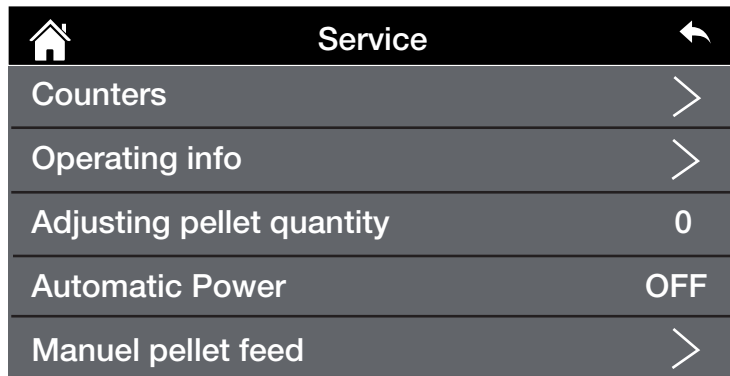 Service
Counters
Operating info
Adjusting pellet quantity 0
Automatic Power OFF
Manuel pellet feed